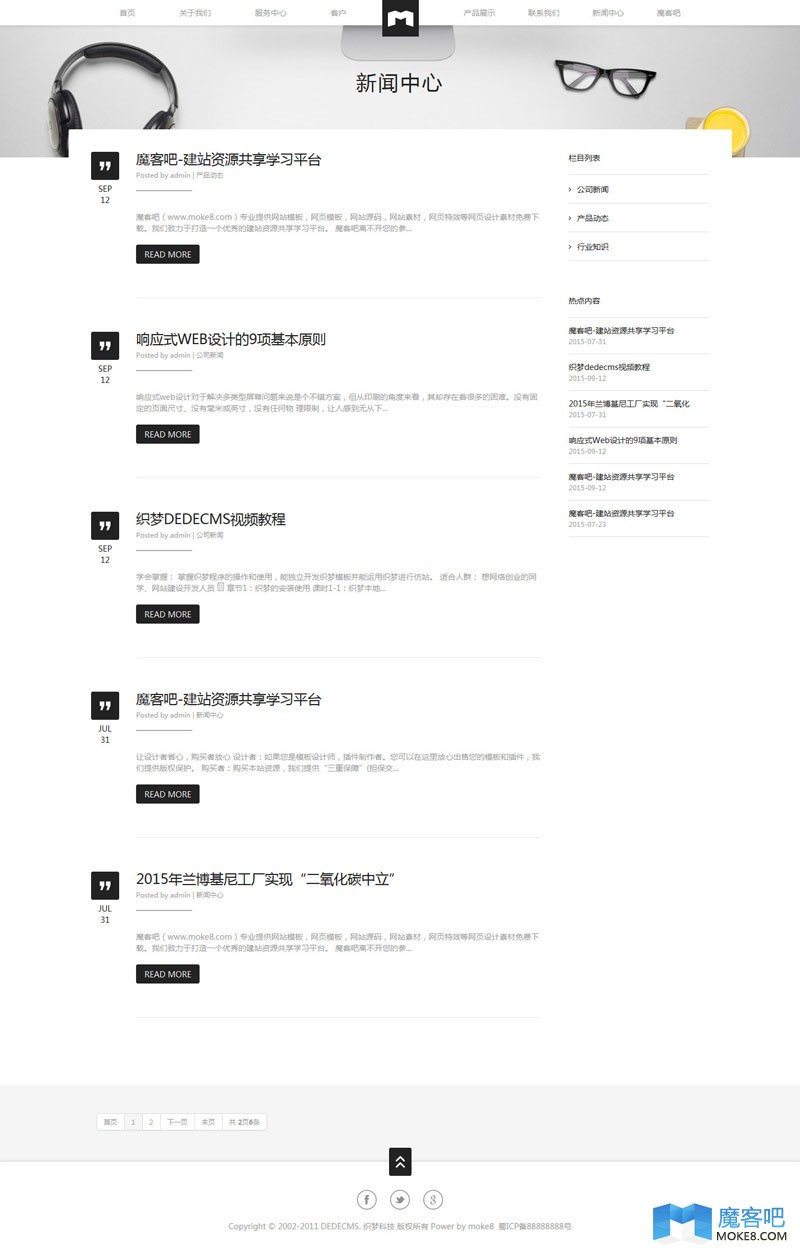 首页 关于我们 服务中心 客户 产品展示 联系我们 新闻中心 魔客吧
新闻中心
SEP
12
魔客吧-建站资源共享学习平台
Posted by admin | 产品动态
魔客吧（www.moke8.com）专业提供网站模板，网页模板，网站源码，网站素材，网页特效等网页设计素材免费下
载。我们致力于打造一个优秀的建站资源共享学习平台。 魔客吧离不开您的参...
READ MORE
SEP
12
响应式WEB设计的9项基本原则
Posted by admin | 公司新闻
响应式web设计对于解决多类型屏幕问题来说是个不错方案，但从印刷的角度来看，其却存在着很多的困难。没有固
定的页面尺寸、没有毫米或英寸，没有任何物 理限制，让人感到无从下...
READ MORE
SEP
12
织梦DEDECMS视频教程
Posted by admin | 公司新闻
学会掌握： 掌握织梦程序的操作和使用，能独立开发织梦模板并能运用织梦进行仿站。 适合人群： 想网络创业的同
学、网站建设开发人员 章节1：织梦的安装使用 课时1-1：织梦本地...
READ MORE
JUL
31
魔客吧-建站资源共享学习平台
Posted by admin | 新闻中心
让设计者省心，购买者放心 设计者：如果您是模板设计师，插件制作者。您可以在这里放心出售您的模板和插件，我
们提供版权保护。 购买者：购买本站资源，我们提供“三重保障”(担保交...
READ MORE
JUL
31
2015年兰博基尼工厂实现“二氧化碳中立”
Posted by admin | 新闻中心
魔客吧（www.moke8.com）专业提供网站模板，网页模板，网站源码，网站素材，网页特效等网页设计素材免费下
载。我们致力于打造一个优秀的建站资源共享学习平台。 魔客吧离不开您的参...
READ MORE
栏目列表
公司新闻
产品动态
行业知识
热点内容
魔客吧-建站资源共享学习平台
2015-07-31
织梦dedecms视频教程
2015-09-12
2015年兰博基尼工厂实现“二氧化
2015-07-31
响应式Web设计的9项基本原则
2015-09-12
魔客吧-建站资源共享学习平台
2015-09-12
魔客吧-建站资源共享学习平台
2015-07-23
首页 1 2 下一页 末页 共 2页6条
Copyright © 2002-2011 DEDECMS. 织梦科技 版权所有 Power by moke8 蜀ICP备88888888号
魔客吧
MOKE8.COM